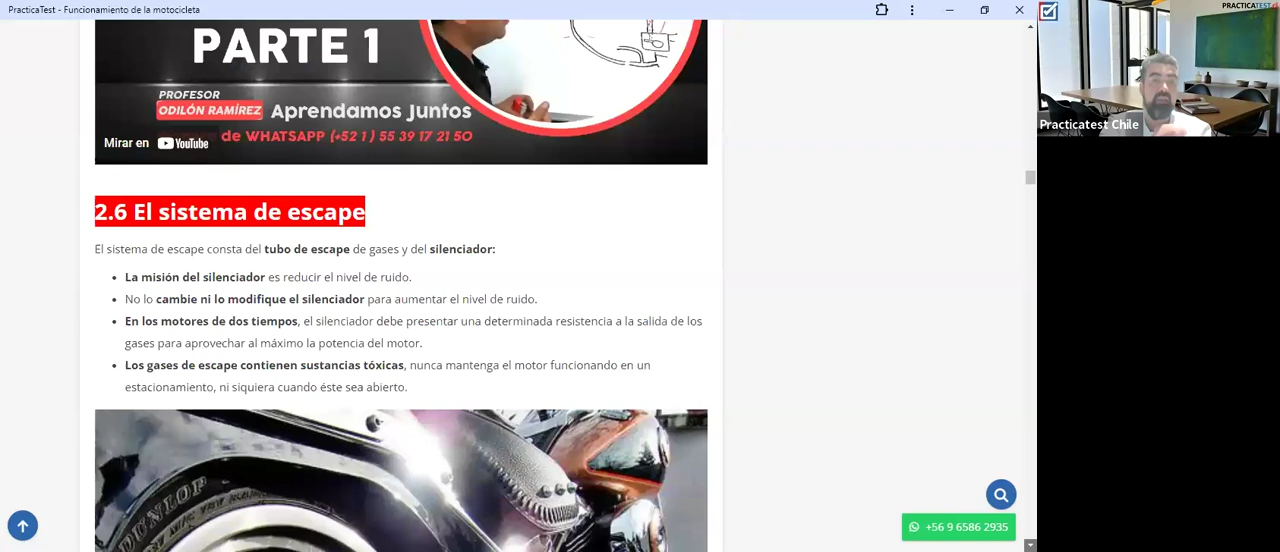 PracticaTest - Funcionamiento de la motocicleta
PRACTICATEST
PARTE 1
PROFESOR
ODILÓN RAMÍREZ Aprendamos Juntos
de WHATSAPP (+52 1) 55 39 17 21 50
Mirar en YouTube
Practicatest Chile
2.6 El sistema de escape
El sistema de escape consta del tubo de escape de gases y del silenciador:
• La misión del silenciador es reducir el nivel de ruido.
• No lo cambie ni lo modifique el silenciador para aumentar el nivel de ruido.
• En los motores de dos tiempos, el silenciador debe presentar una determinada resistencia a la salida de los
gases para aprovechar al máximo la potencia del motor.
• Los gases de escape contienen sustancias tóxicas, nunca mantenga el motor funcionando en un
estacionamiento, ni siquiera cuando éste sea abierto.
DUNLOP
+56 9 6586 2935